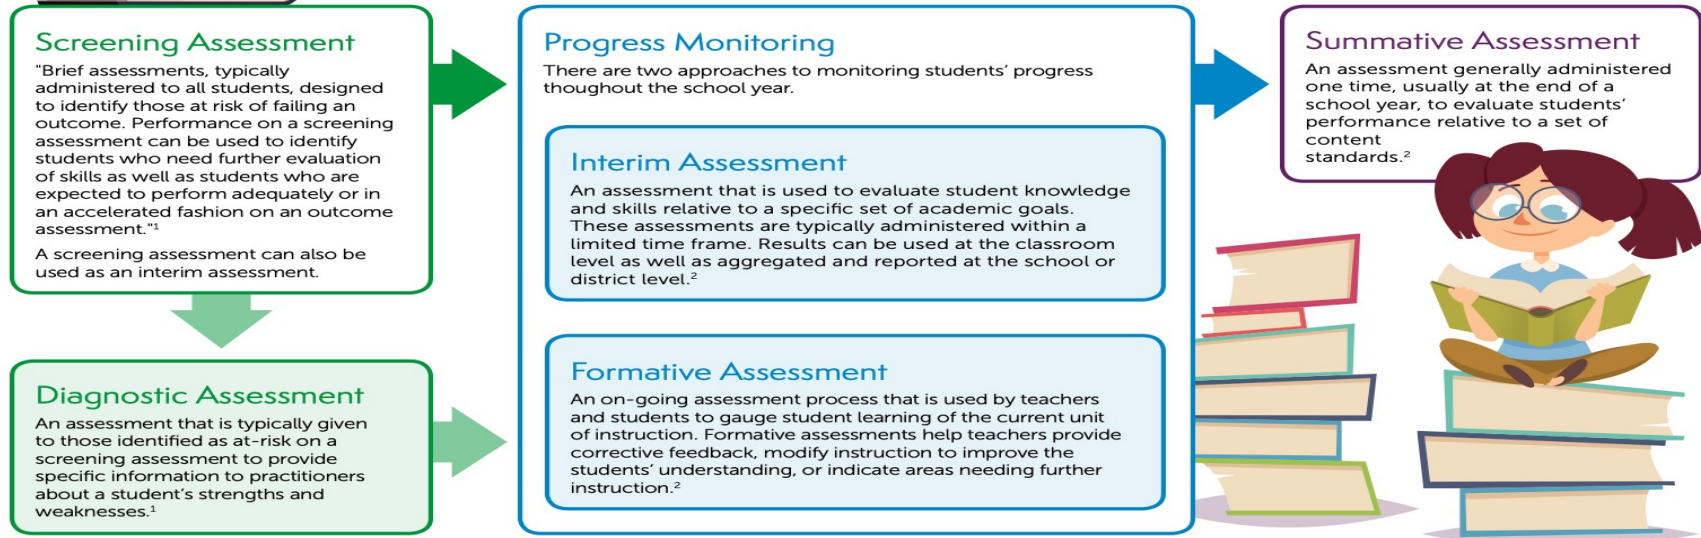 Screening Assessment
"Brief assessments, typically
administered to all students, designed
to identify those at risk of failing an
outcome. Performance on a screening
assessment can be used to identify
students who need further evaluation
of skills as well as students who are
expected to perform adequately or in
an accelerated fashion on an outcome
assessment."¹
A screening assessment can also be
used as an interim assessment.
Diagnostic Assessment
An assessment that is typically given
to those identified as at-risk on a
screening assessment to provide
specific information to practitioners
about a student's strengths and
weaknesses.¹
Progress Monitoring
There are two approaches to monitoring students' progress
thoughout the school year.
Interim Assessment
An assessment that is used to evaluate student knowledge
and skills relative to a specific set of academic goals.
These assessments are typically administered within a
limited time frame. Results can be used at the classroom
level as well as aggregated and reported at the school or
district level.²
Formative Assessment
An on-going assessment process that is used by teachers
and students to gauge student learning of the current unit
of instruction. Formative assessments help teachers provide
corrective feedback, modify instruction to improve the
students' understanding, or indicate areas needing further
instruction.²
Summative Assessment
An assessment generally administered
one time, usually at the end of a
school year, to evaluate students'
performance relative to a set of
content
standards.²